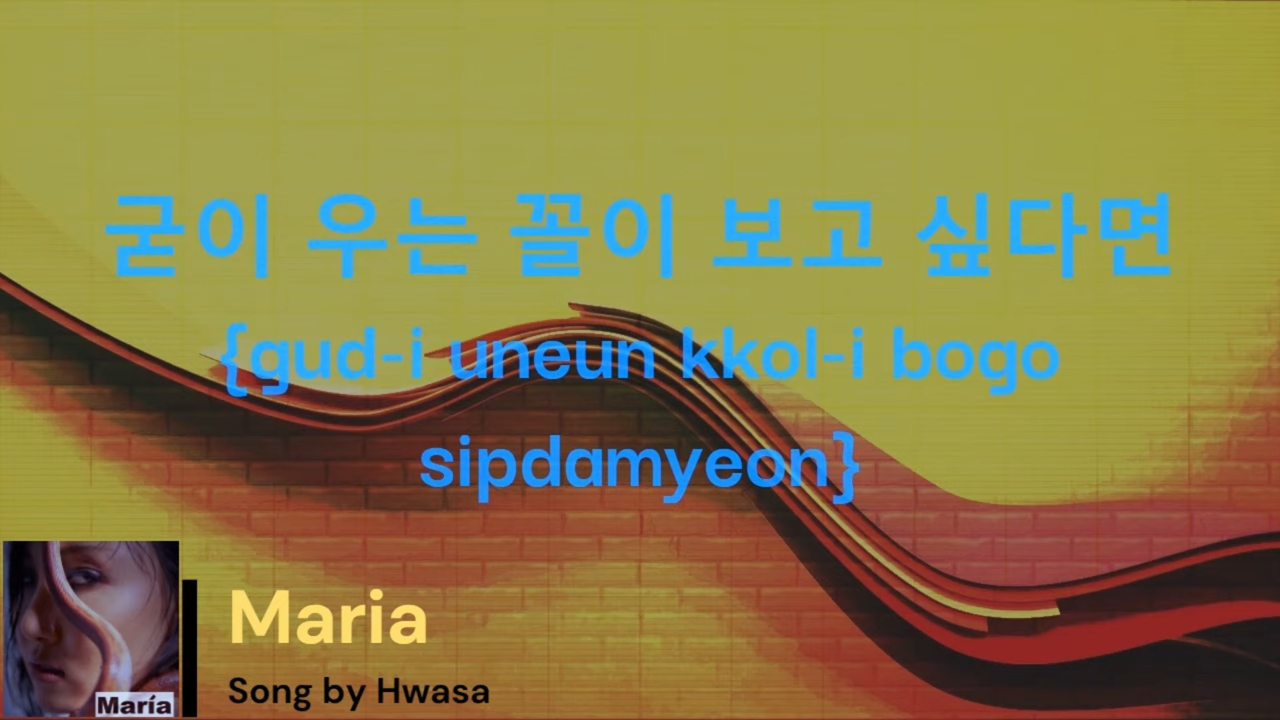 굳이 우는 꼴이 보고 싶다면
{gud-i uneun kkol-i bogo
sipdamyeon}
María
Maria
Song by Hwasa